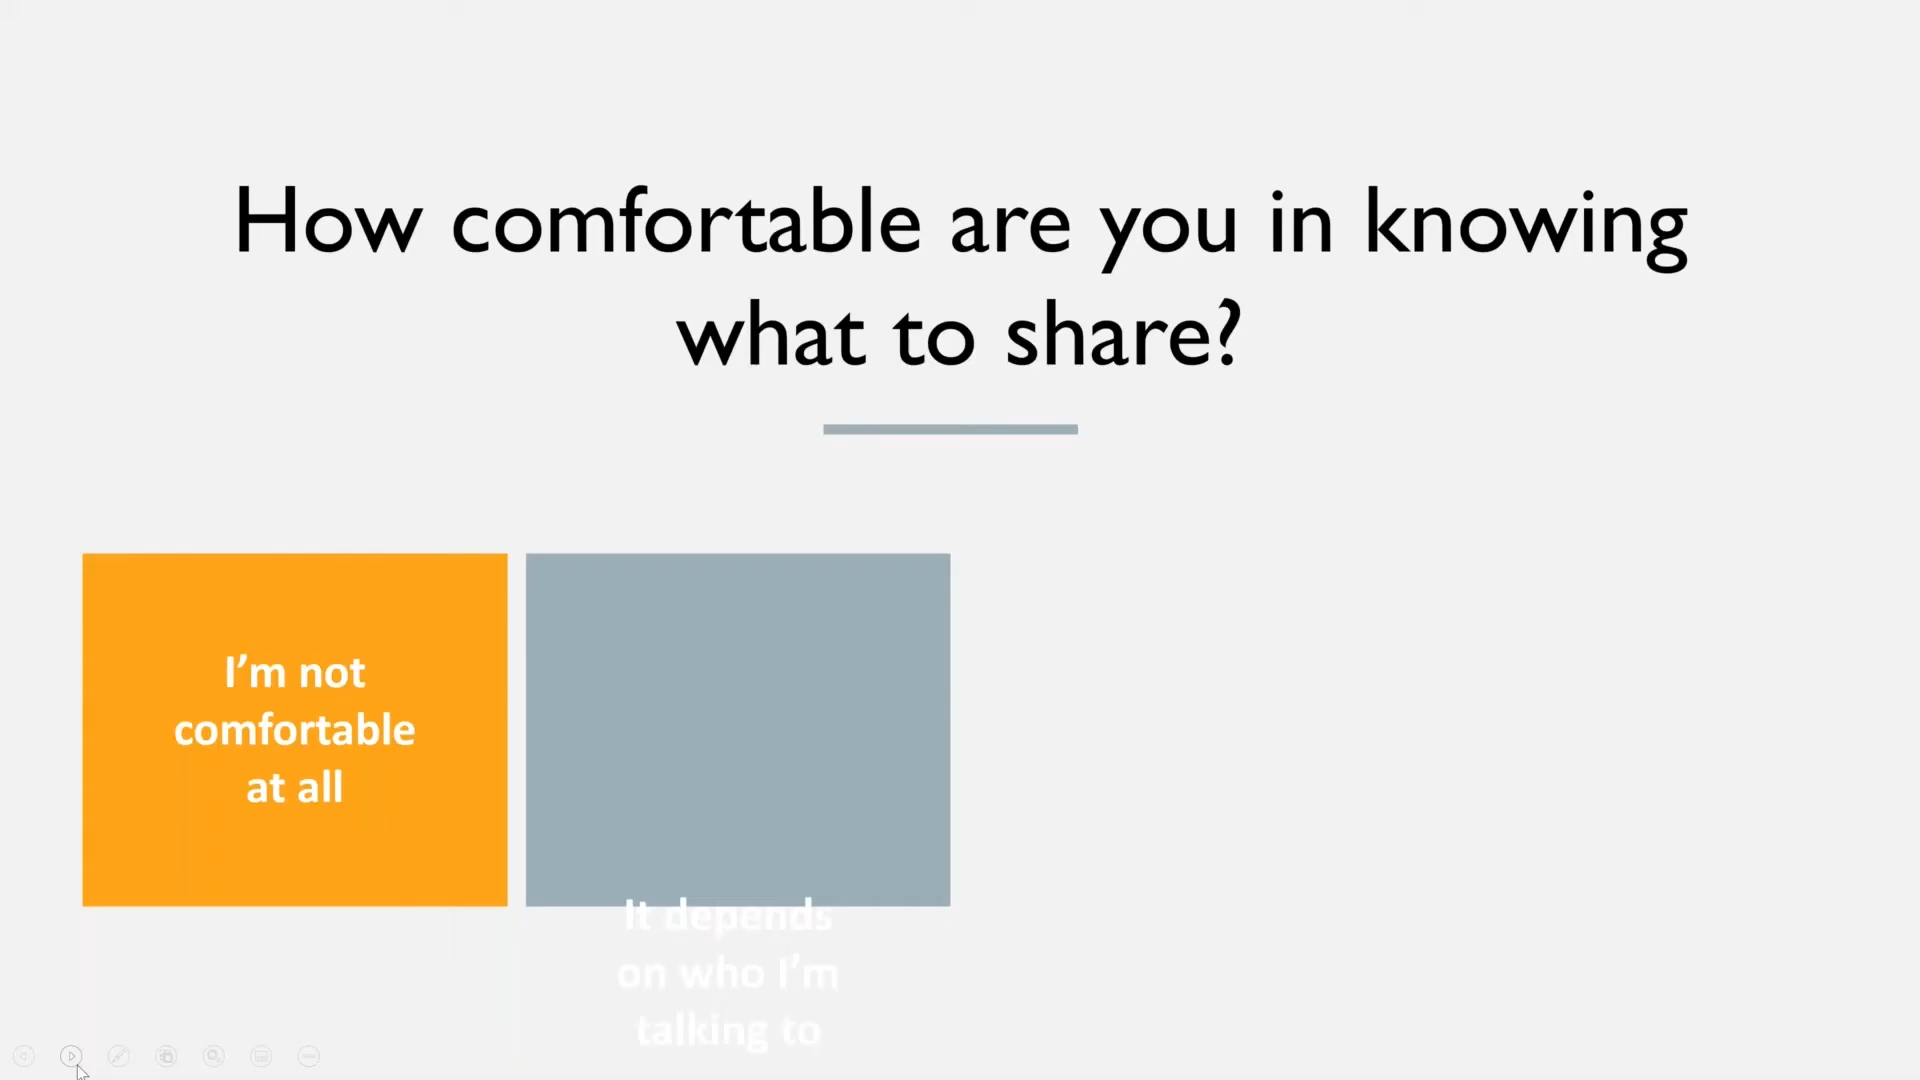 How comfortable are you in knowing
what to share?
I’m not
comfortable
at all
It depends
on who I’m
talking to